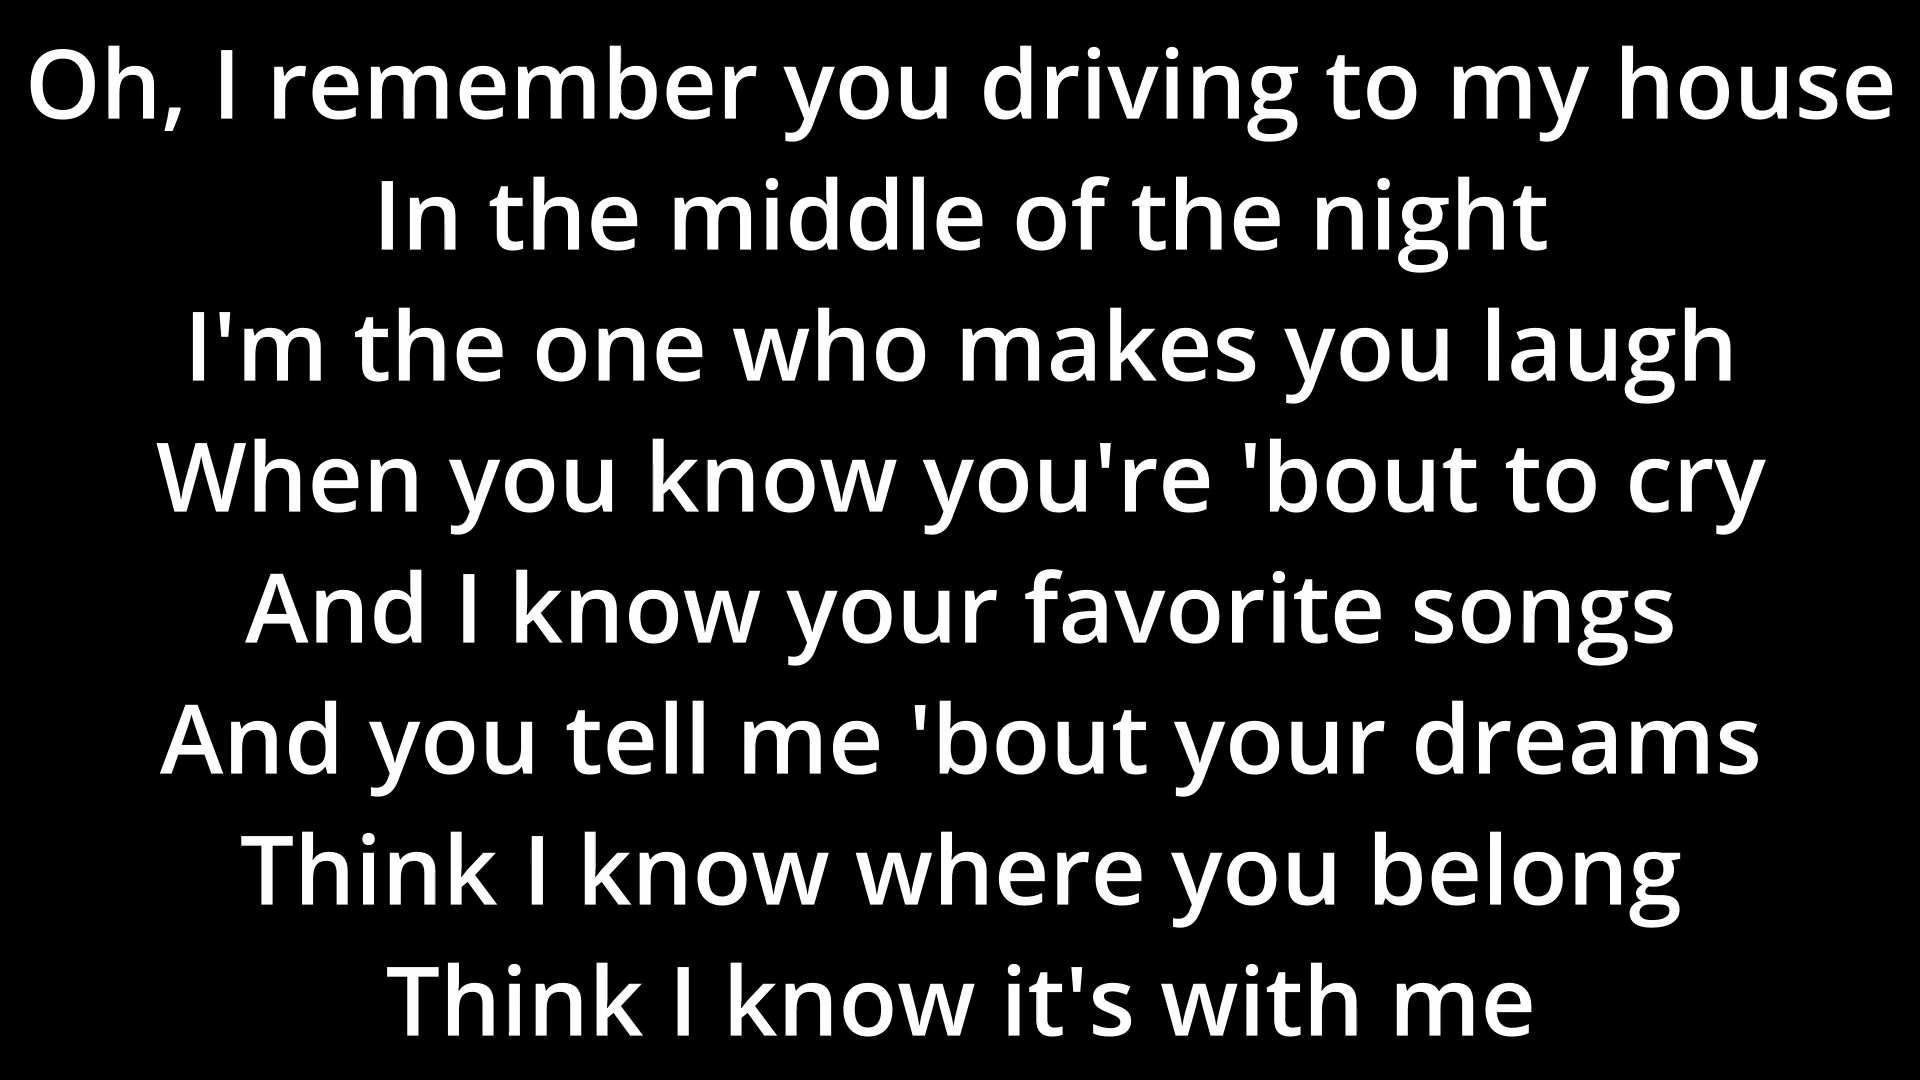 Oh, I remember you driving to my house
In the middle of the night
I'm the one who makes you laugh
When you know you're 'bout to cry
And I know your favorite songs
And you tell me 'bout your dreams
Think I know where you belong
Think I know it's with me